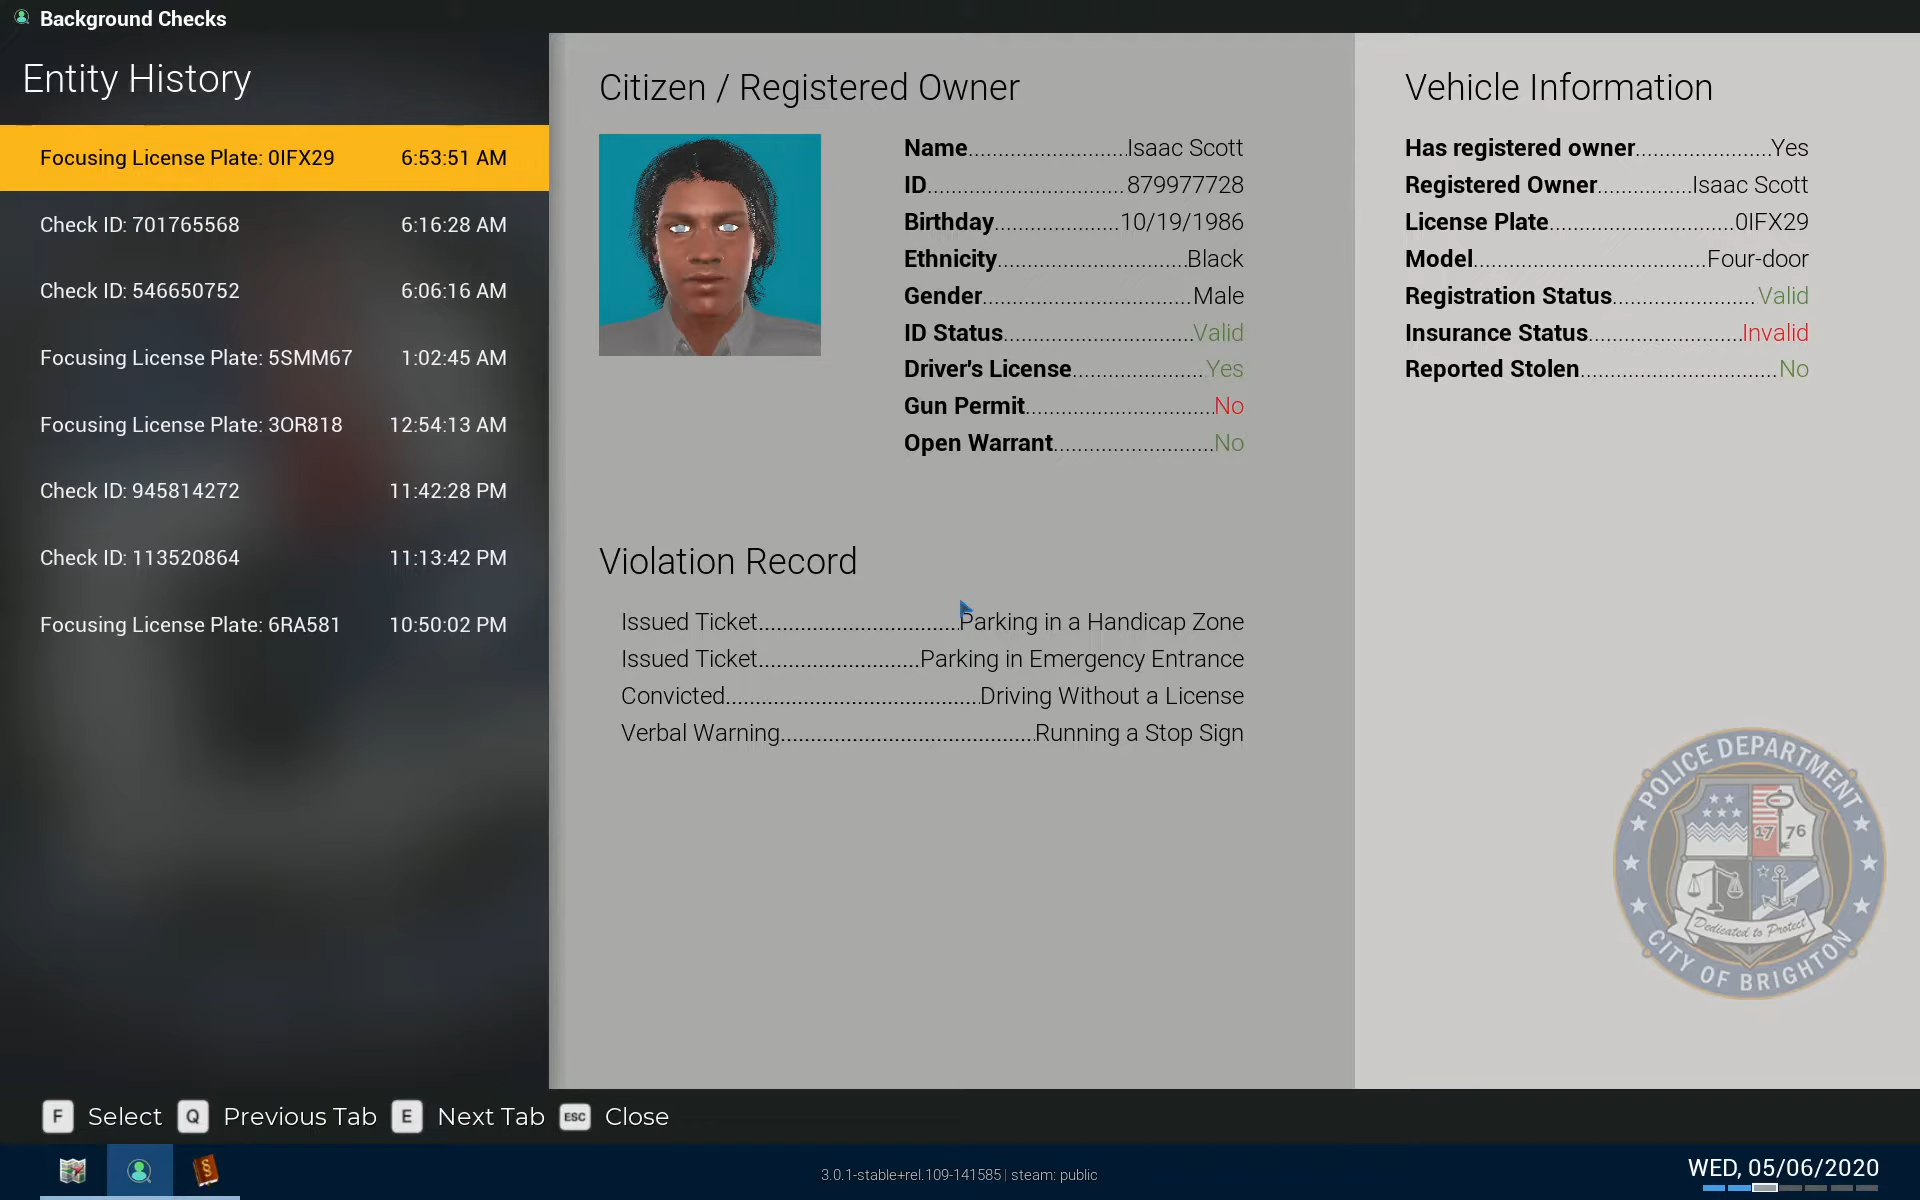 Background Checks
Entity History
Focusing License Plate: 0IFX29 6:53:51 AM
Check ID: 701765568 6:16:28 AM
Check ID: 546650752 6:06:16 AM
Focusing License Plate: 5SMM67 1:02:45 AM
Focusing License Plate: 3OR818 12:54:13 AM
Check ID: 945814272 11:42:28 PM
Check ID: 113520864 11:13:42 PM
Focusing License Plate: 6RA581 10:50:02 PM
Citizen / Registered Owner
Name..........................Isaac Scott
ID.................................879977728
Birthday.....................10/19/1986
Ethnicity................................Black
Gender...................................Male
ID Status................................Valid
Driver's License......................Yes
Gun Permit...............................No
Open Warrant...........................No
Violation Record
Issued Ticket.................................Parking in a Handicap Zone
Issued Ticket...........................Parking in Emergency Entrance
Convicted...........................................Driving Without a License
Verbal Warning...........................................Running a Stop Sign
Vehicle Information
Has registered owner.......................Yes
Registered Owner................Isaac Scott
License Plate...............................0IFX29
Model.......................................Four-door
Registration Status........................Valid
Insurance Status..........................Invalid
Reported Stolen.................................No
POLICE DEPARTMENT
17 76
Dedicated to Protect
CITY OF BRIGHTON
F Select Q Previous Tab E Next Tab ESC Close
§
3.0.1-stable+rel.109-141585 | steam: public
WED, 05/06/2020